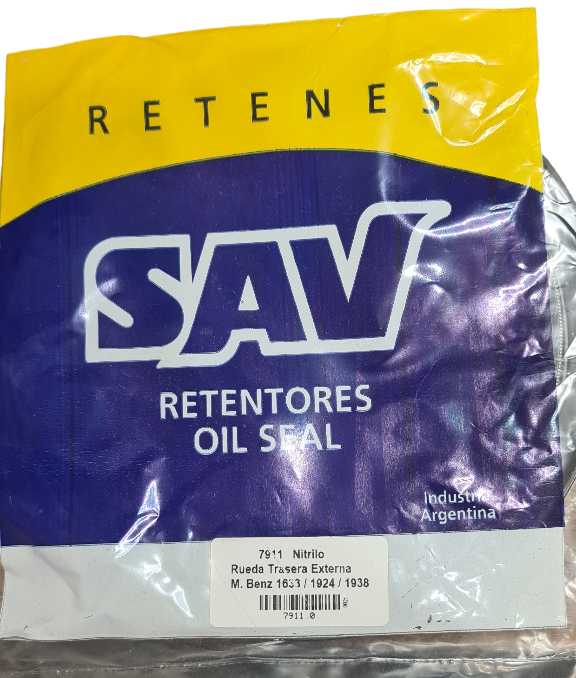 RETENES
SAV
RETENTORES
OIL SEAL
Industria
Argentina
7911 Nitrilo
Rueda Trasera Externa
M. Benz 1633 / 1924 / 1938
7911 0